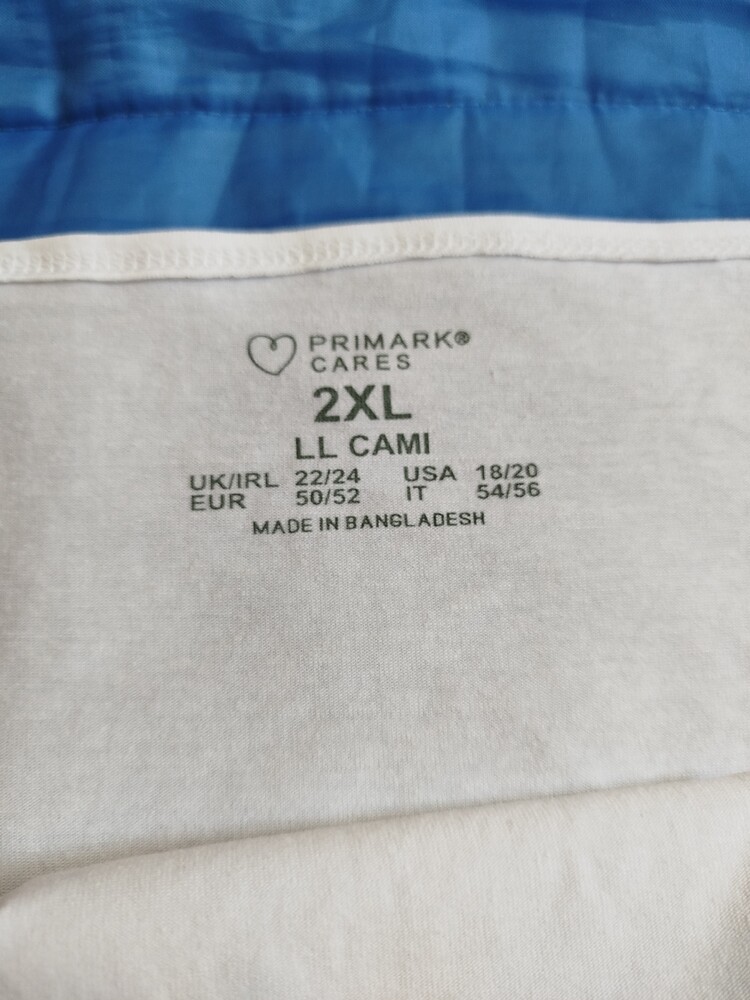 PRIMARK®
CARES
2XL
LL CAMI
UK/IRL 22/24 USA 18/20
EUR 50/52 IT 54/56
MADE IN BANGLADESH